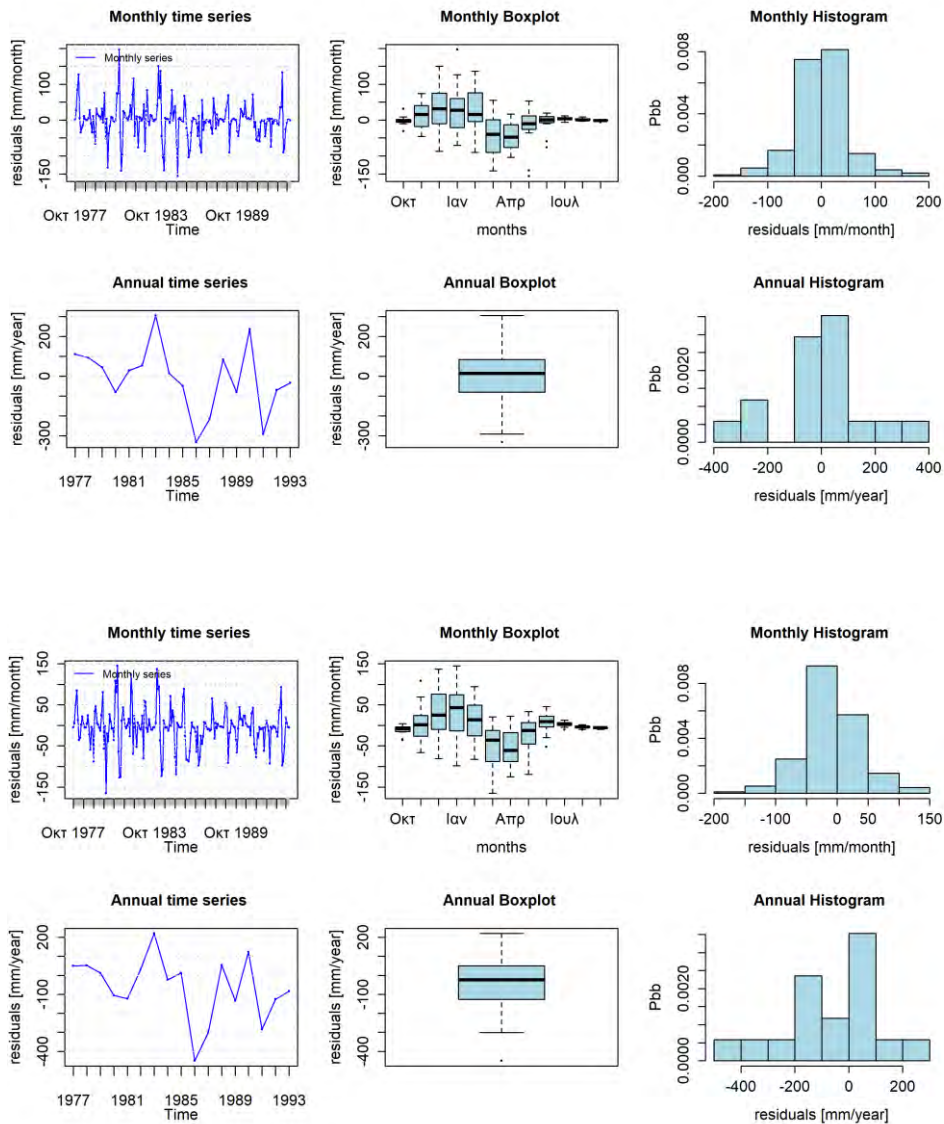 Monthly time series
Monthly Boxplot
Monthly Histogram
residuals [mm/month]
Monthly series
100
0
-150
Οκτ 1977
Οκτ 1983
Οκτ 1989
Time
residuals [mm/month]
100
0
-150
Οκτ
Ιαν
Απρ
Ιουλ
months
Pbb
0.008
0.004
0.000
-200
-100
0
100
200
residuals [mm/month]
Annual time series
Annual Boxplot
Annual Histogram
residuals [mm/year]
200
0
-300
1977
1981
1985
1989
1993
Time
residuals [mm/year]
200
0
-300
Pbb
0.0020
0.0000
-400
-200
0
200
400
residuals [mm/year]
Monthly time series
Monthly Boxplot
Monthly Histogram
residuals [mm/month]
Monthly series
150
50
-50
-150
Οκτ 1977
Οκτ 1983
Οκτ 1989
Time
residuals [mm/month]
150
50
-50
-150
Οκτ
Ιαν
Απρ
Ιουλ
months
Pbb
0.008
0.004
0.000
-200
-100
0
50
150
residuals [mm/month]
Annual time series
Annual Boxplot
Annual Histogram
residuals [mm/year]
200
-100
-400
1977
1981
1985
1989
1993
Time
residuals [mm/year]
200
-100
-400
Pbb
0.0020
0.0000
-400
-200
0
200
residuals [mm/year]